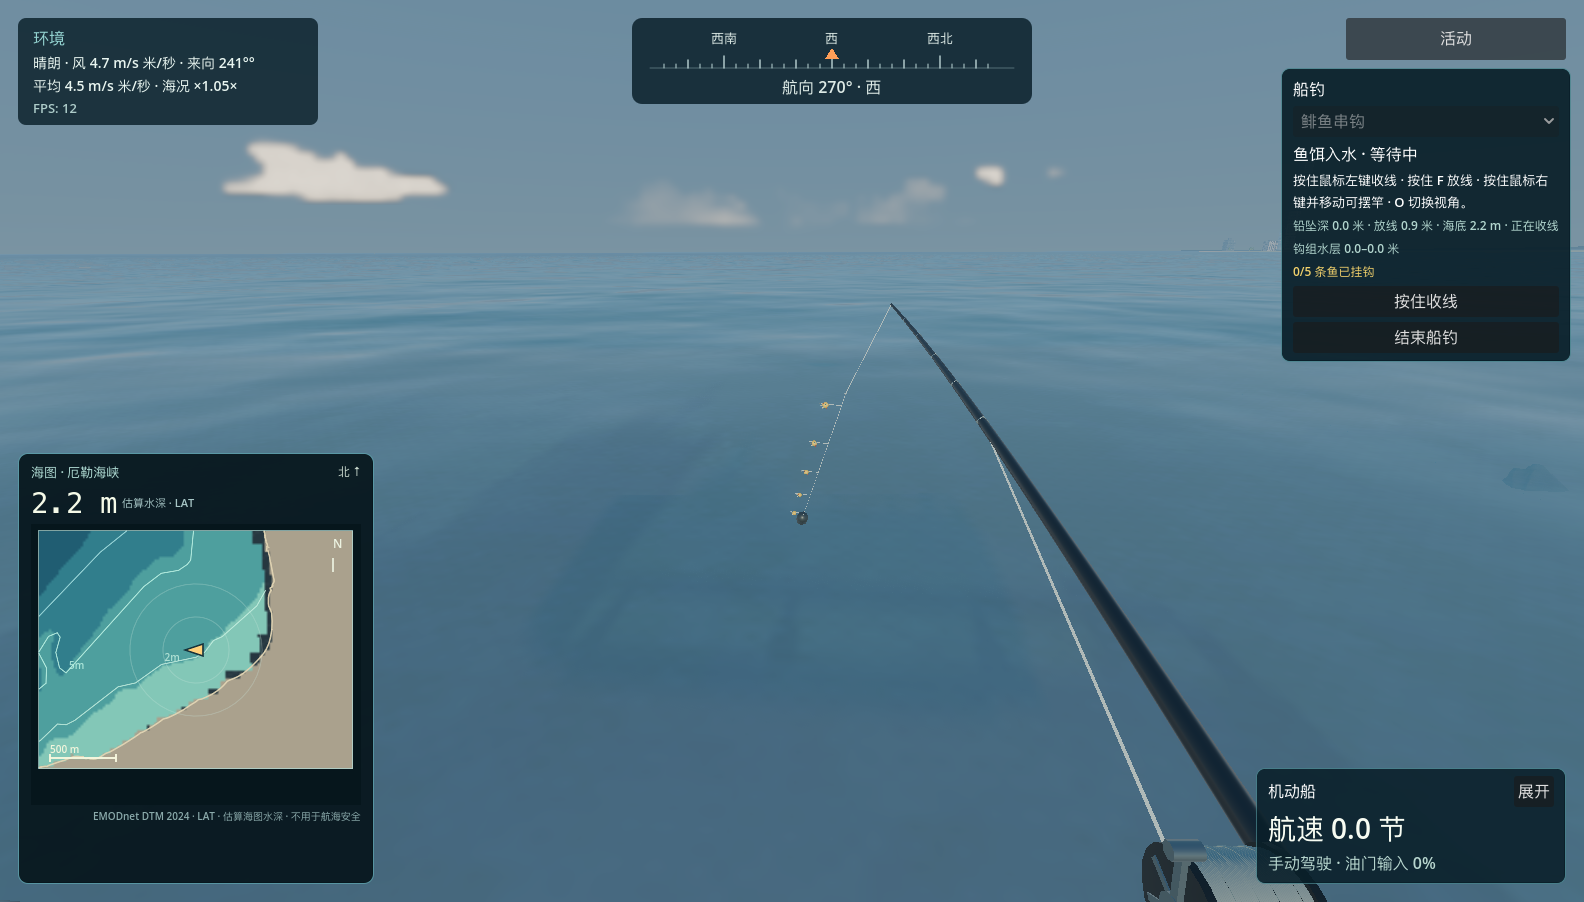 环境
晴朗 · 风 4.7 m/s 米/秒 · 来向 241°°
平均 4.5 m/s 米/秒 · 海况 ×1.05×
FPS: 12
西南 西 西北
航向 270° · 西
活动
船钓
鲱鱼串钩
鱼饵入水 · 等待中
按住鼠标左键收线 · 按住 F 放线 · 按住鼠标右
键并移动可摆竿 · O 切换视角。
铅坠深 0.0 米 · 放线 0.9 米 · 海底 2.2 m · 正在收线
钩组水层 0.0–0.0 米
0/5 条鱼已挂钩
按住收线
结束船钓
海图 · 厄勒海峡 北 ↑
2.2 m 估算水深 · LAT
N
2m
5m
500 m
EMODnet DTM 2024 · LAT · 估算海图水深 · 不用于航海安全
机动船 展开
航速 0.0 节
手动驾驶 · 油门输入 0%